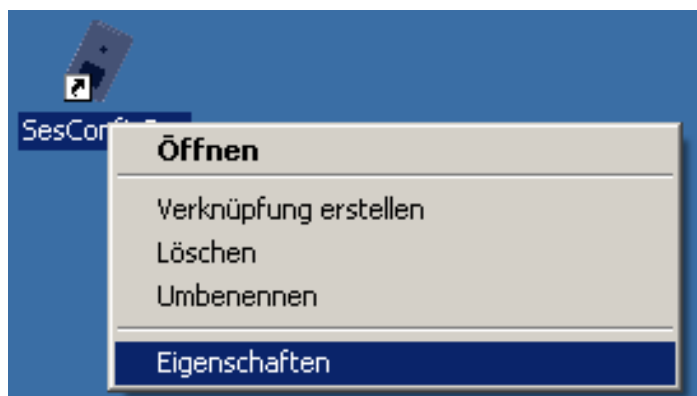 Öffnen
Verknüpfung erstellen
Löschen
Umbenennen
Eigenschaften